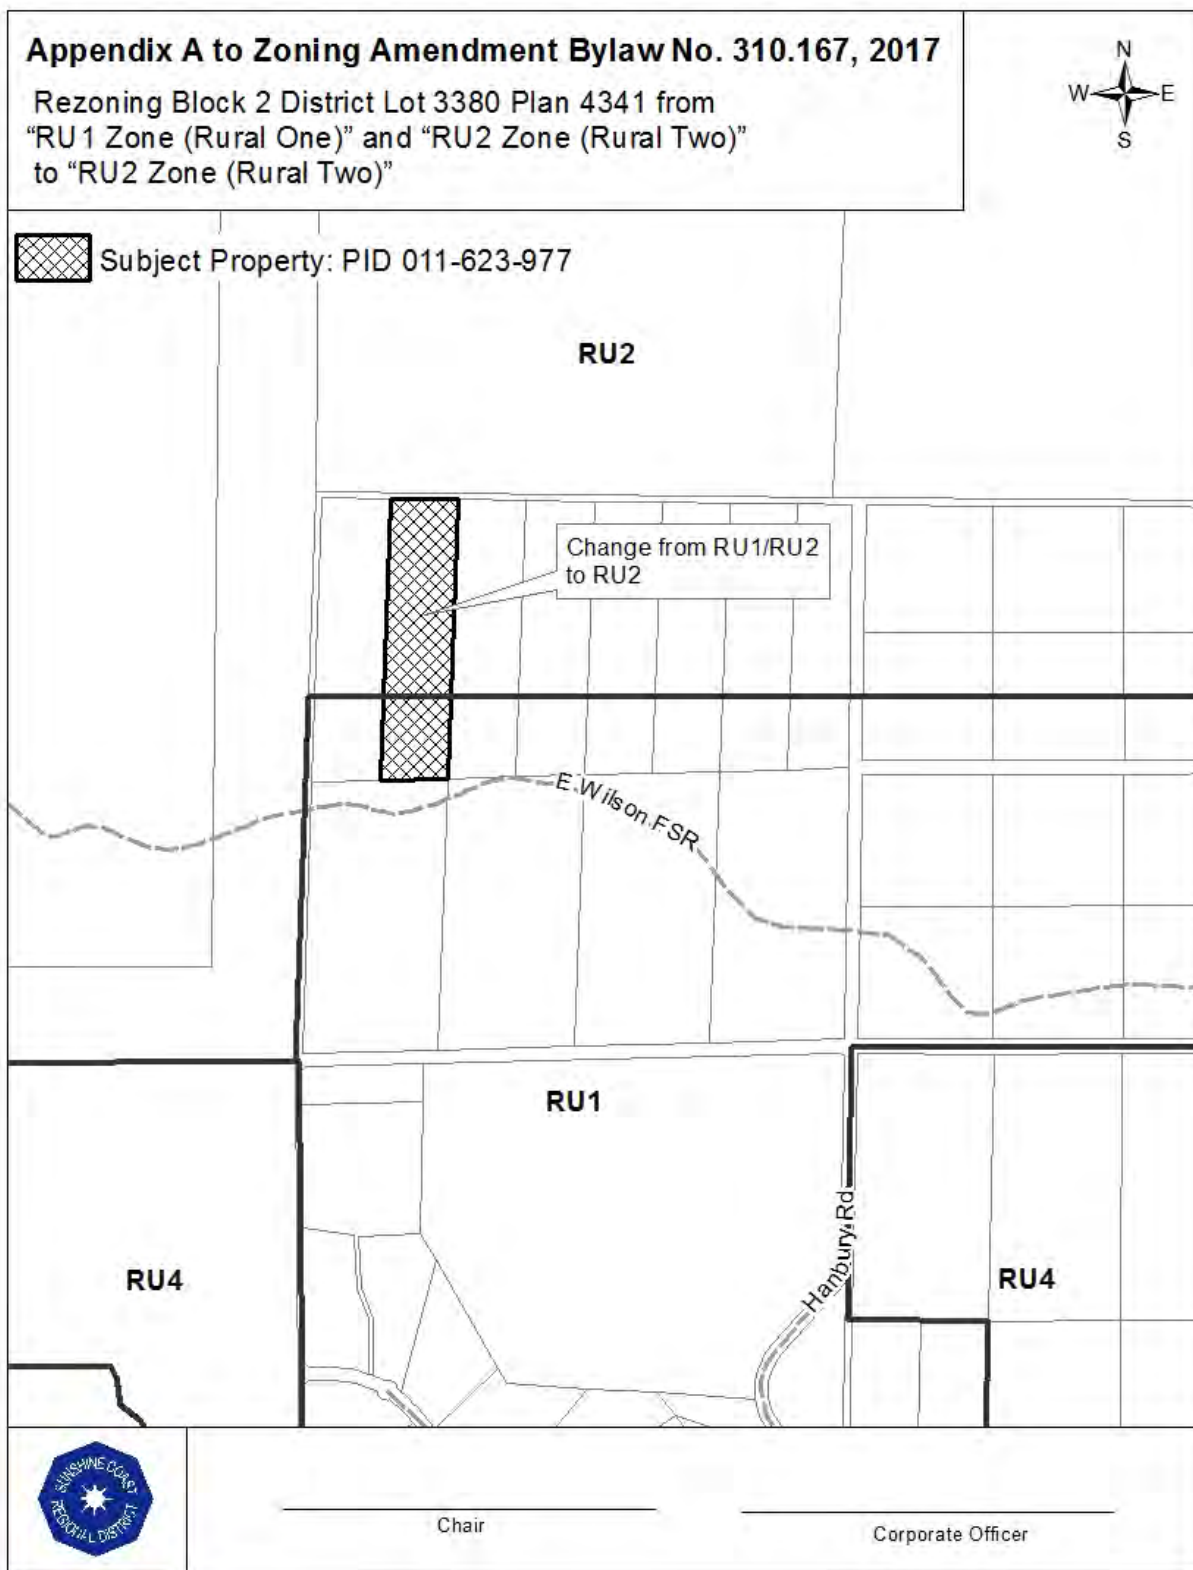 Appendix A to Zoning Amendment Bylaw No. 310.167, 2017
Rezoning Block 2 District Lot 3380 Plan 4341 from
“RU1 Zone (Rural One)” and “RU2 Zone (Rural Two)”
to “RU2 Zone (Rural Two)”
N
W E
S
Subject Property: PID 011-623-977
RU2
Change from RU1/RU2
to RU2
E Wilson FSR
RU1
Hanbury Rd
RU4
RU4
SUNSHINE COAST
REGIONAL DISTRICT
Chair
Corporate Officer